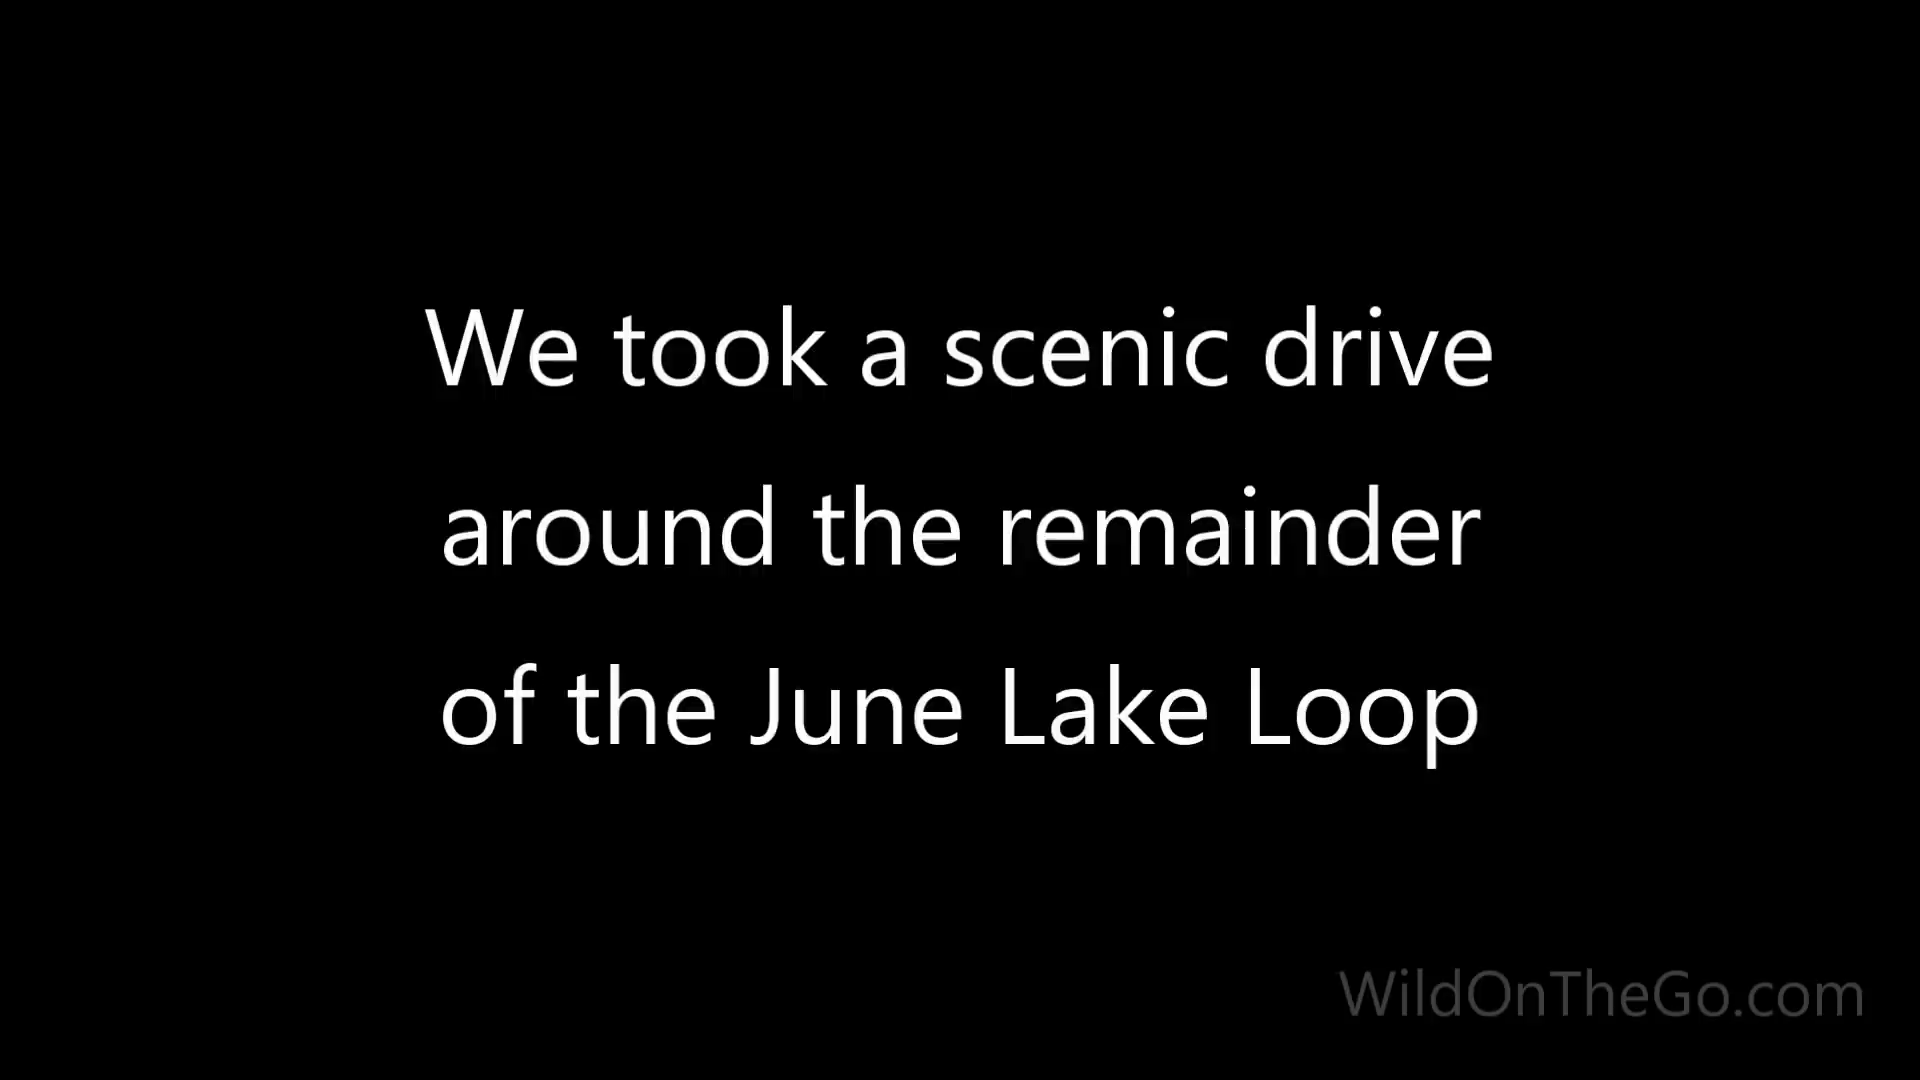 We took a scenic drive
around the remainder
of the June Lake Loop
WildOnTheGo.com